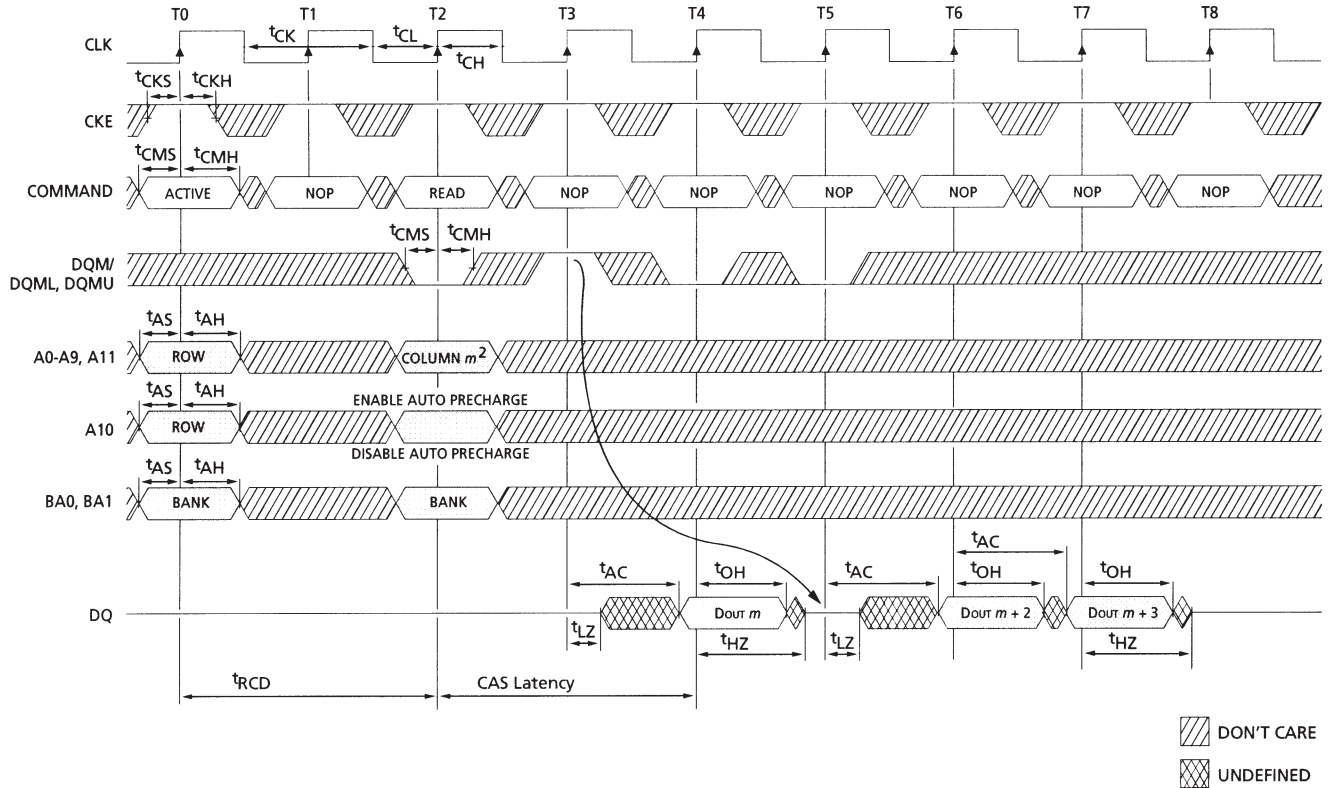 T0 T1 T2 T3 T4 T5 T6 T7 T8
CLK tCK tCL tCH
tCKS tCKH
CKE
tCMS tCMH
COMMAND ACTIVE NOP READ NOP NOP NOP NOP NOP NOP
tCMS tCMH
DQM/
DQML, DQMU
tAS tAH
A0-A9, A11 ROW COLUMN m2
tAS tAH ENABLE AUTO PRECHARGE
A10 ROW
DISABLE AUTO PRECHARGE
tAS tAH
BA0, BA1 BANK BANK
tAC
tAC tOH tAC tOH tOH
DQ DOUT m DOUT m + 2 DOUT m + 3
tLZ tHZ tLZ tHZ
tRCD CAS Latency
DON'T CARE
UNDEFINED